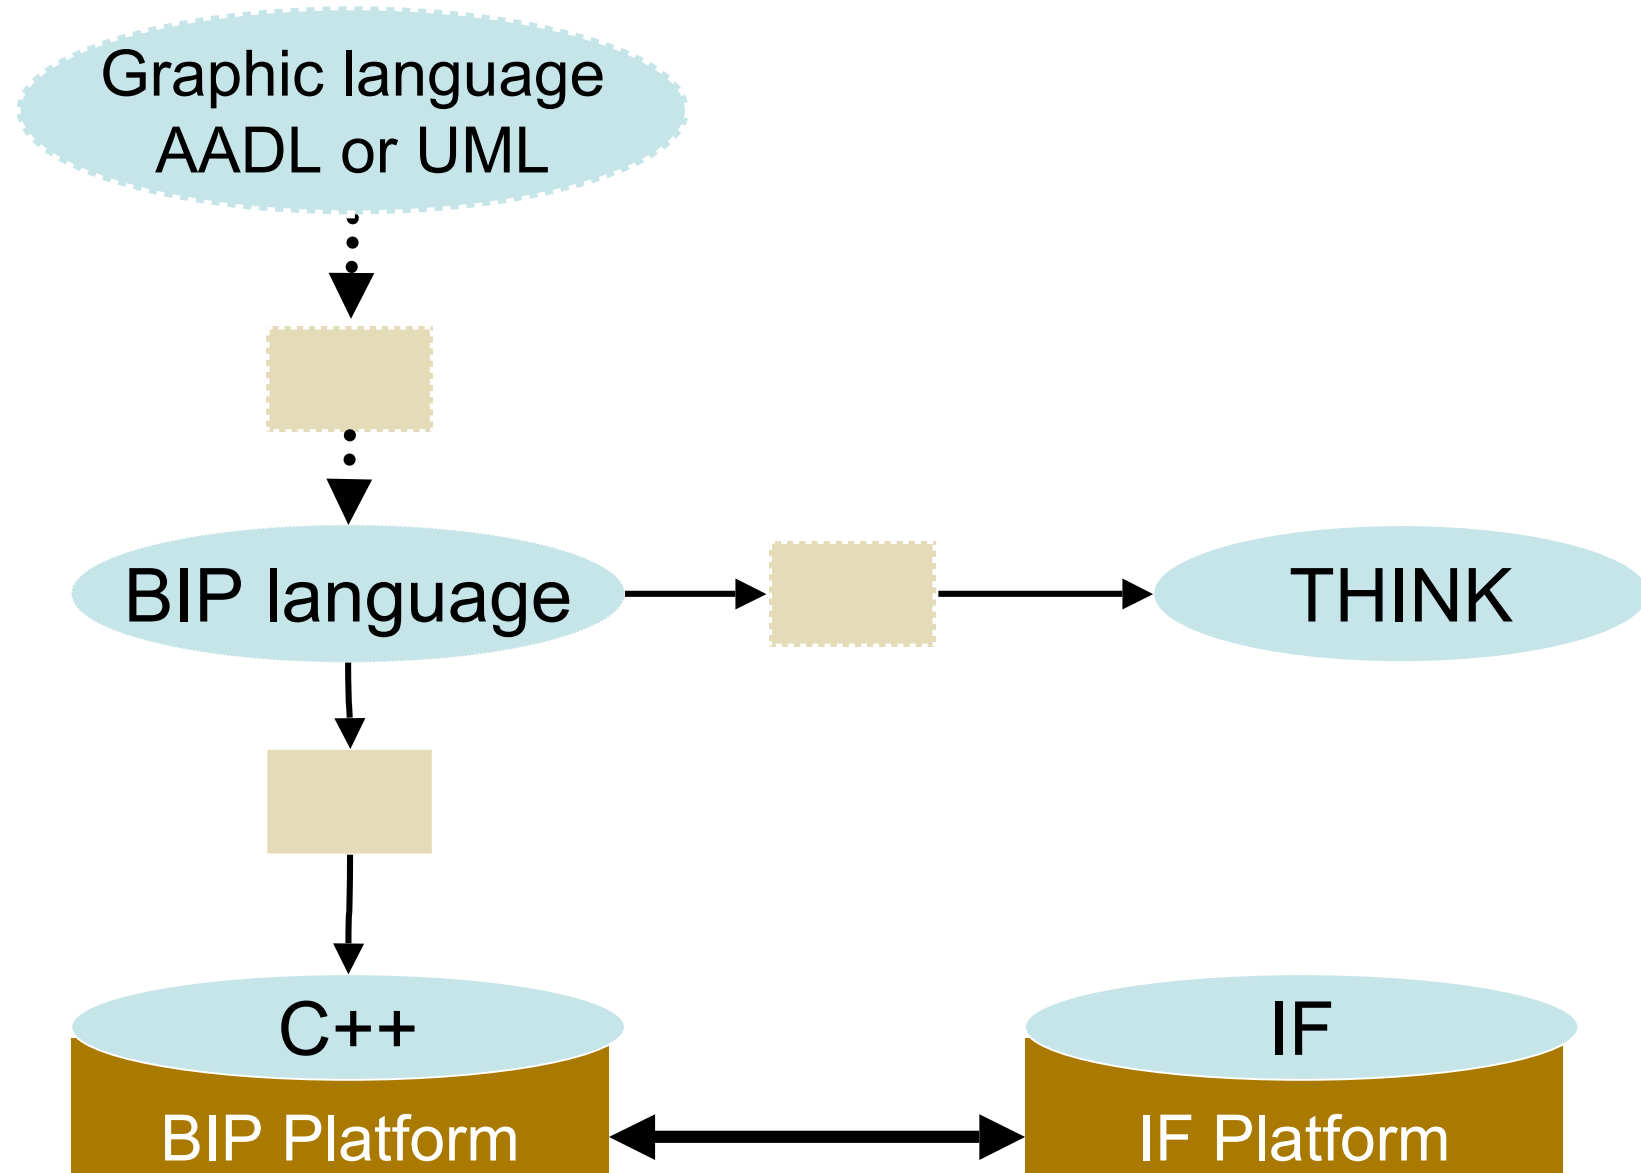 Graphic language
AADL or UML
BIP language
THINK
C++
IF
BIP Platform
IF Platform